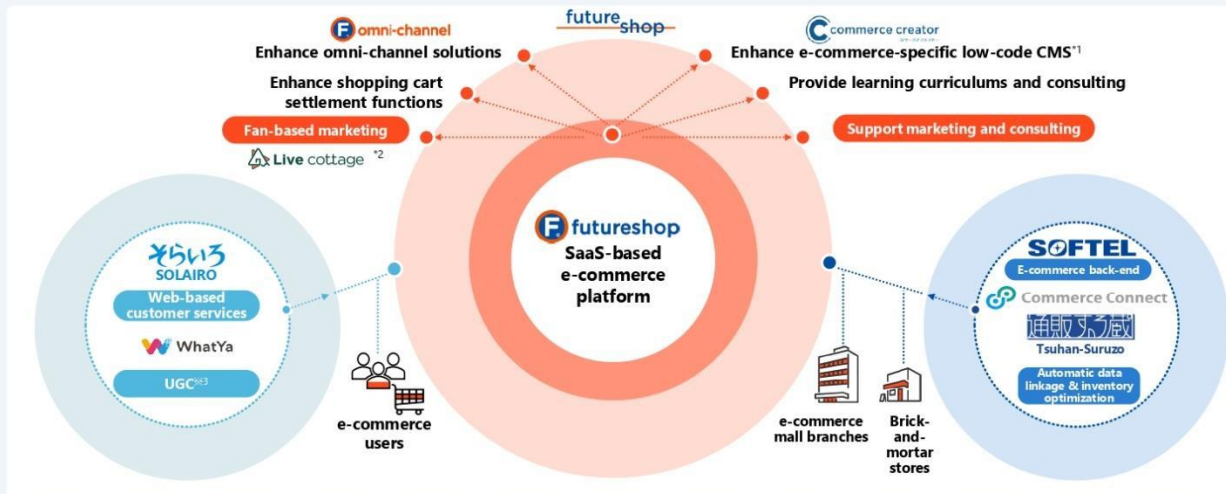 future
shop
F omni-channel
Enhance omni-channel solutions
Enhance shopping cart
settlement functions
Fan-based marketing
Live cottage *2
commerce creator
Enhance e-commerce-specific low-code CMS*1
Provide learning curriculums and consulting
Support marketing and consulting
F futureshop
SaaS-based
e-commerce
platform
そらいろ
SOLAIRO
Web-based
customer services
WhatYa
UGC※3
e-commerce
users
e-commerce
mall branches
Brick-
and-
mortar
stores
SOFTEL
E-commerce back-end
Commerce Connect
通販する蔵
Tsuhan-Suruzo
Automatic data
linkage & inventory
optimization